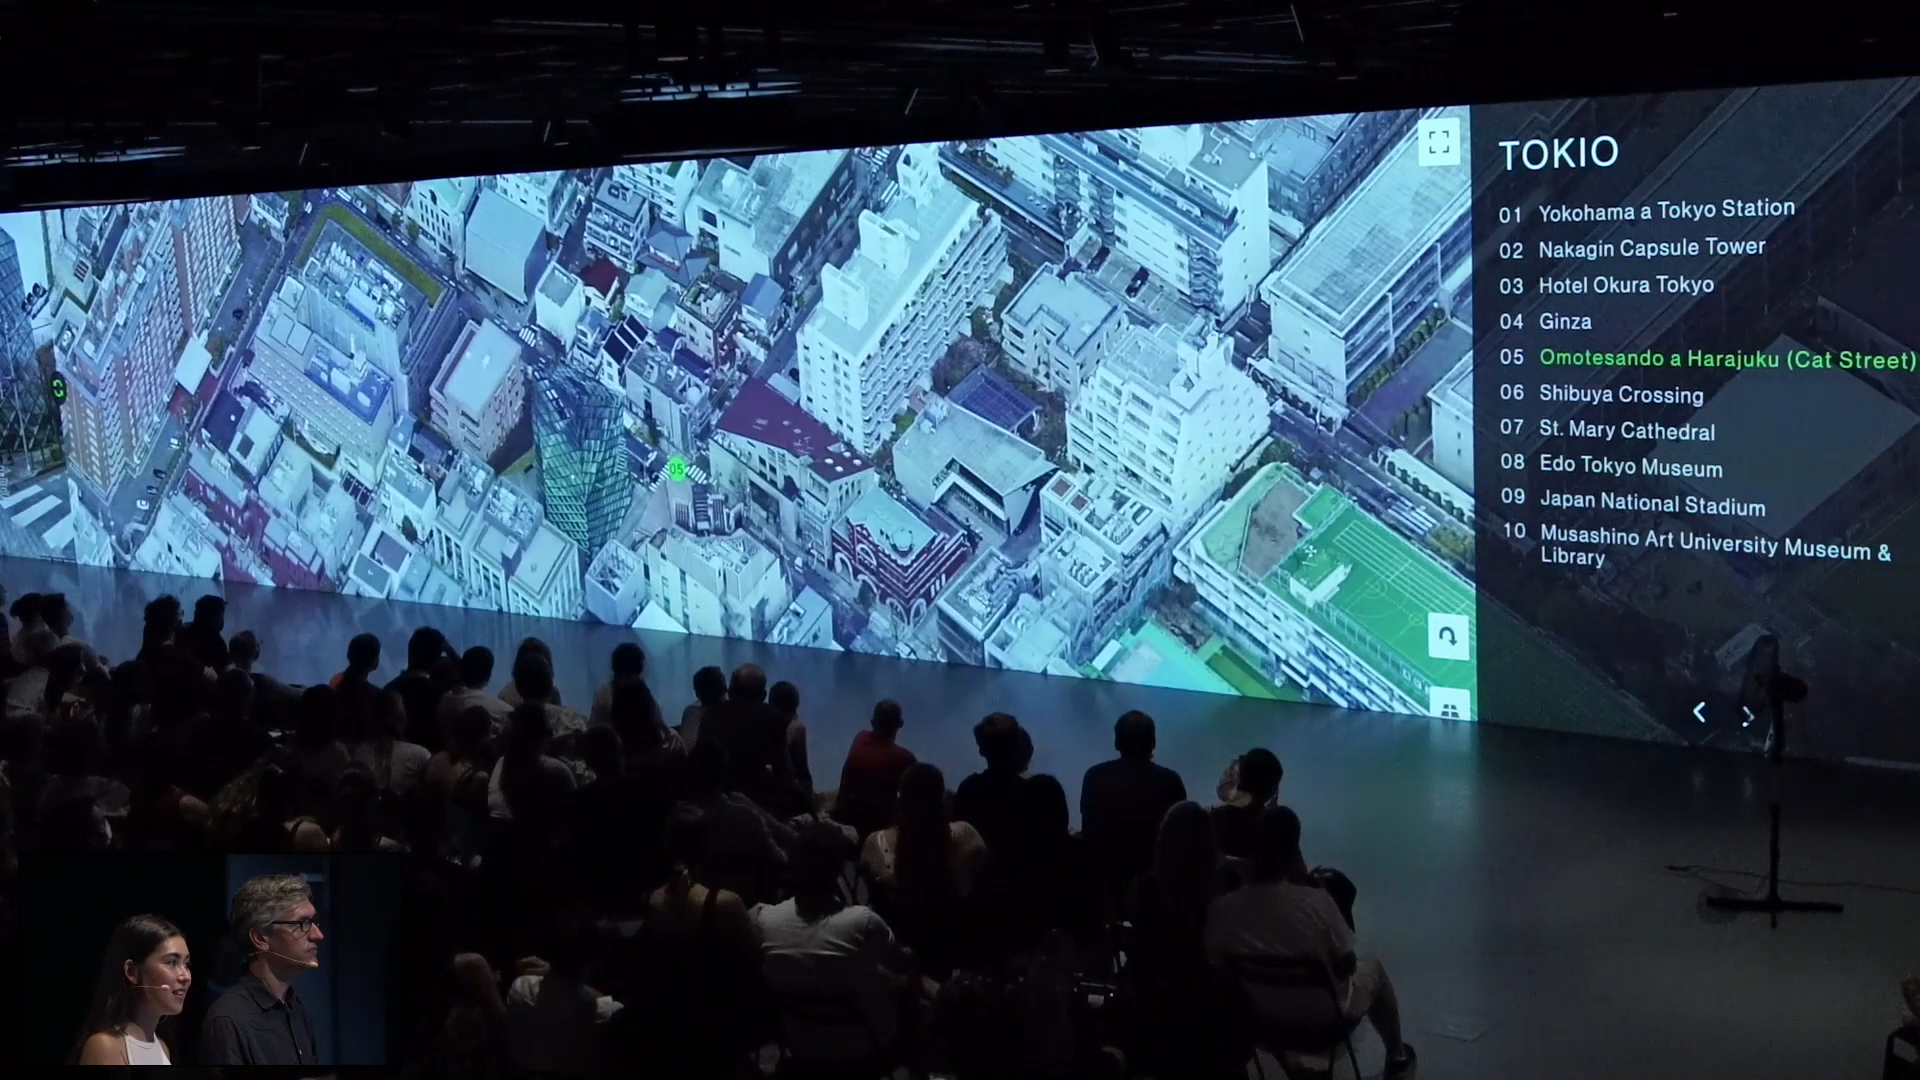 TOKIO
01 Yokohama a Tokyo Station
02 Nakagin Capsule Tower
03 Hotel Okura Tokyo
04 Ginza
05 Omotesando a Harajuku (Cat Street)
06 Shibuya Crossing
07 St. Mary Cathedral
08 Edo Tokyo Museum
09 Japan National Stadium
10 Musashino Art University Museum &
Library
05